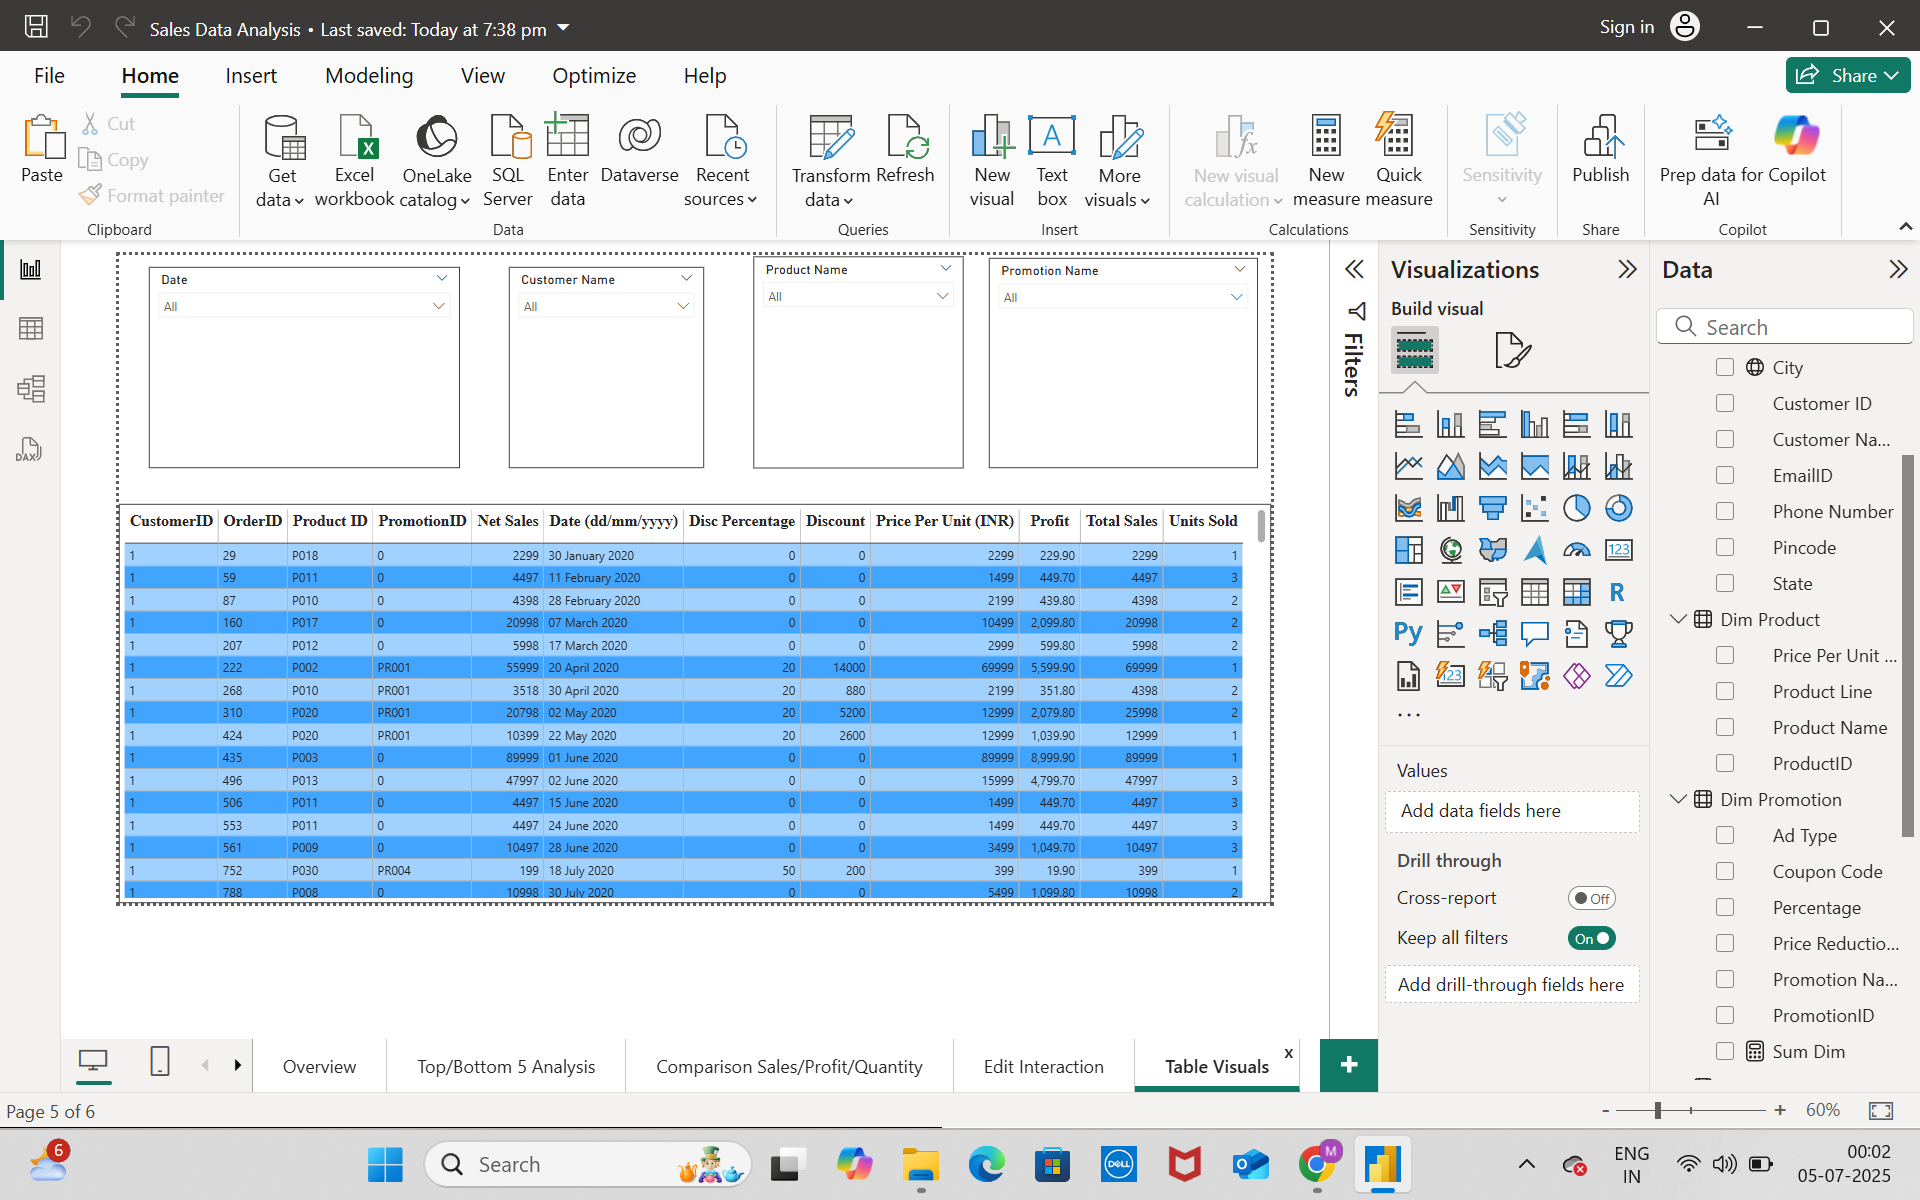 Sales Data Analysis • Last saved: Today at 7:38 pm
Sign in
File Home Insert Modeling View Optimize Help
Share
Paste
Cut
Copy
Format painter
Clipboard
Get data
Excel workbook
OneLake catalog
SQL Server
Enter data
Dataverse
Recent sources
Data
Transform data
Refresh
Queries
New visual
Text box
More visuals
Insert
New visual calculation
New measure
Quick measure
Calculations
Sensitivity
Sensitivity
Publish
Share
Prep data for AI
Copilot
Copilot
Date
All
Customer Name
All
Product Name
All
Promotion Name
All
CustomerID OrderID Product ID PromotionID Net Sales Date (dd/mm/yyyy) Disc Percentage Discount Price Per Unit (INR) Profit Total Sales Units Sold
1 29 P018 0 2299 30 January 2020 0 0 2299 229.90 2299 1
1 59 P011 0 4497 11 February 2020 0 0 1499 449.70 4497 3
1 87 P010 0 4398 28 February 2020 0 0 2199 439.80 4398 2
1 160 P017 0 20998 07 March 2020 0 0 10499 2,099.80 20998 2
1 207 P012 0 5998 17 March 2020 0 0 2999 599.80 5998 2
1 222 P002 PR001 55999 20 April 2020 20 14000 69999 5,599.90 69999 1
1 268 P010 PR001 3518 30 April 2020 20 880 2199 351.80 4398 2
1 310 P020 PR001 20798 02 May 2020 20 5200 12999 2,079.80 25998 2
1 424 P020 PR001 10399 22 May 2020 20 2600 12999 1,039.90 12999 1
1 435 P003 0 89999 01 June 2020 0 0 89999 8,999.90 89999 1
1 496 P013 0 47997 02 June 2020 0 0 15999 4,799.70 47997 3
1 506 P011 0 4497 15 June 2020 0 0 1499 449.70 4497 3
1 553 P011 0 4497 24 June 2020 0 0 1499 449.70 4497 3
1 561 P009 0 10497 28 June 2020 0 0 3499 1,049.70 10497 3
1 752 P030 PR004 199 18 July 2020 50 200 399 19.90 399 1
1 788 P008 0 10998 30 July 2020 0 0 5499 1,099.80 10998 2
Filters
Visualizations
Build visual
123
R
Py
123
...
Values
Add data fields here
Drill through
Cross-report
Off
Keep all filters
On
Add drill-through fields here
Data
Search
City
Customer ID
Customer Na...
EmailID
Phone Number
Pincode
State
Dim Product
Price Per Unit ...
Product Line
Product Name
ProductID
Dim Promotion
Ad Type
Coupon Code
Percentage
Price Reductio...
Promotion Na...
PromotionID
Sum Dim
DAX
Overview
Top/Bottom 5 Analysis
Comparison Sales/Profit/Quantity
Edit Interaction
Table Visuals
x
+
Page 5 of 6
- + 60%
6
Search
DELL
M
ENG
IN
00:02
05-07-2025